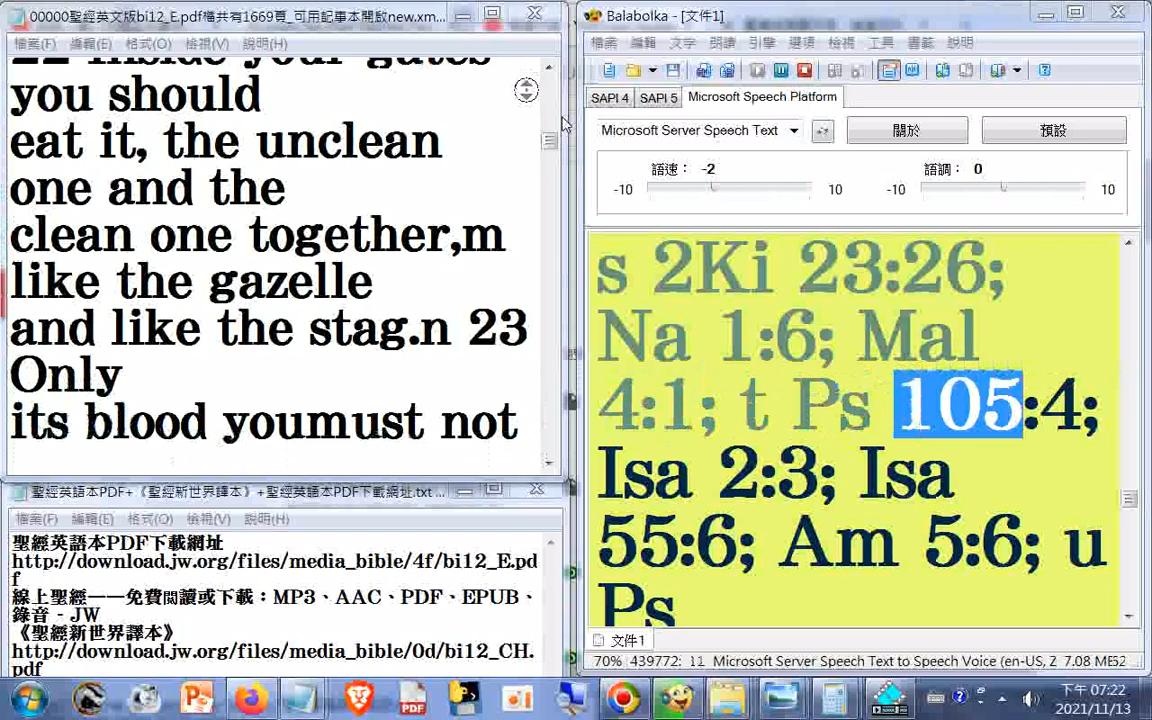 00000聖經英文版bi12_E.pdf檔共有1669頁_可用記事本開啟new.xm...
檔案(F) 編輯(E) 格式(O) 檢視(V) 說明(H)
22 Inside your gates
you should
eat it, the unclean
one and the
clean one together,m
like the gazelle
and like the stag.n 23
Only
its blood youmust not
聖經英語本PDF+《聖經新世界譯本》+聖經英語本PDF下載網址.txt ...
檔案(F) 編輯(E) 格式(O) 檢視(V) 說明(H)
聖經英語本PDF下載網址
http://download.jw.org/files/media_bible/4f/bi12_E.pd
f
線上聖經——免費閱讀或下載：MP3、AAC、PDF、EPUB、
錄音 - JW
《聖經新世界譯本》
http://download.jw.org/files/media_bible/0d/bi12_CH.
pdf
Balabolka - [文件1]
檔案 編輯 文字 朗讀 引擎 選項 檢視 工具 書籤 說明
SAPI 4 SAPI 5 Microsoft Speech Platform
Microsoft Server Speech Text 關於 預設
語速： -2 語調： 0
-10 10 -10 10
s 2Ki 23:26;
Na 1:6; Mal
4:1; t Ps 105:4;
Isa 2:3; Isa
55:6; Am 5:6; u
Ps
文件1
70% 439772: 11 Microsoft Server Speech Text to Speech Voice (en-US, Z 7.08 MB52
PDF
下午 07:22
2021/11/13